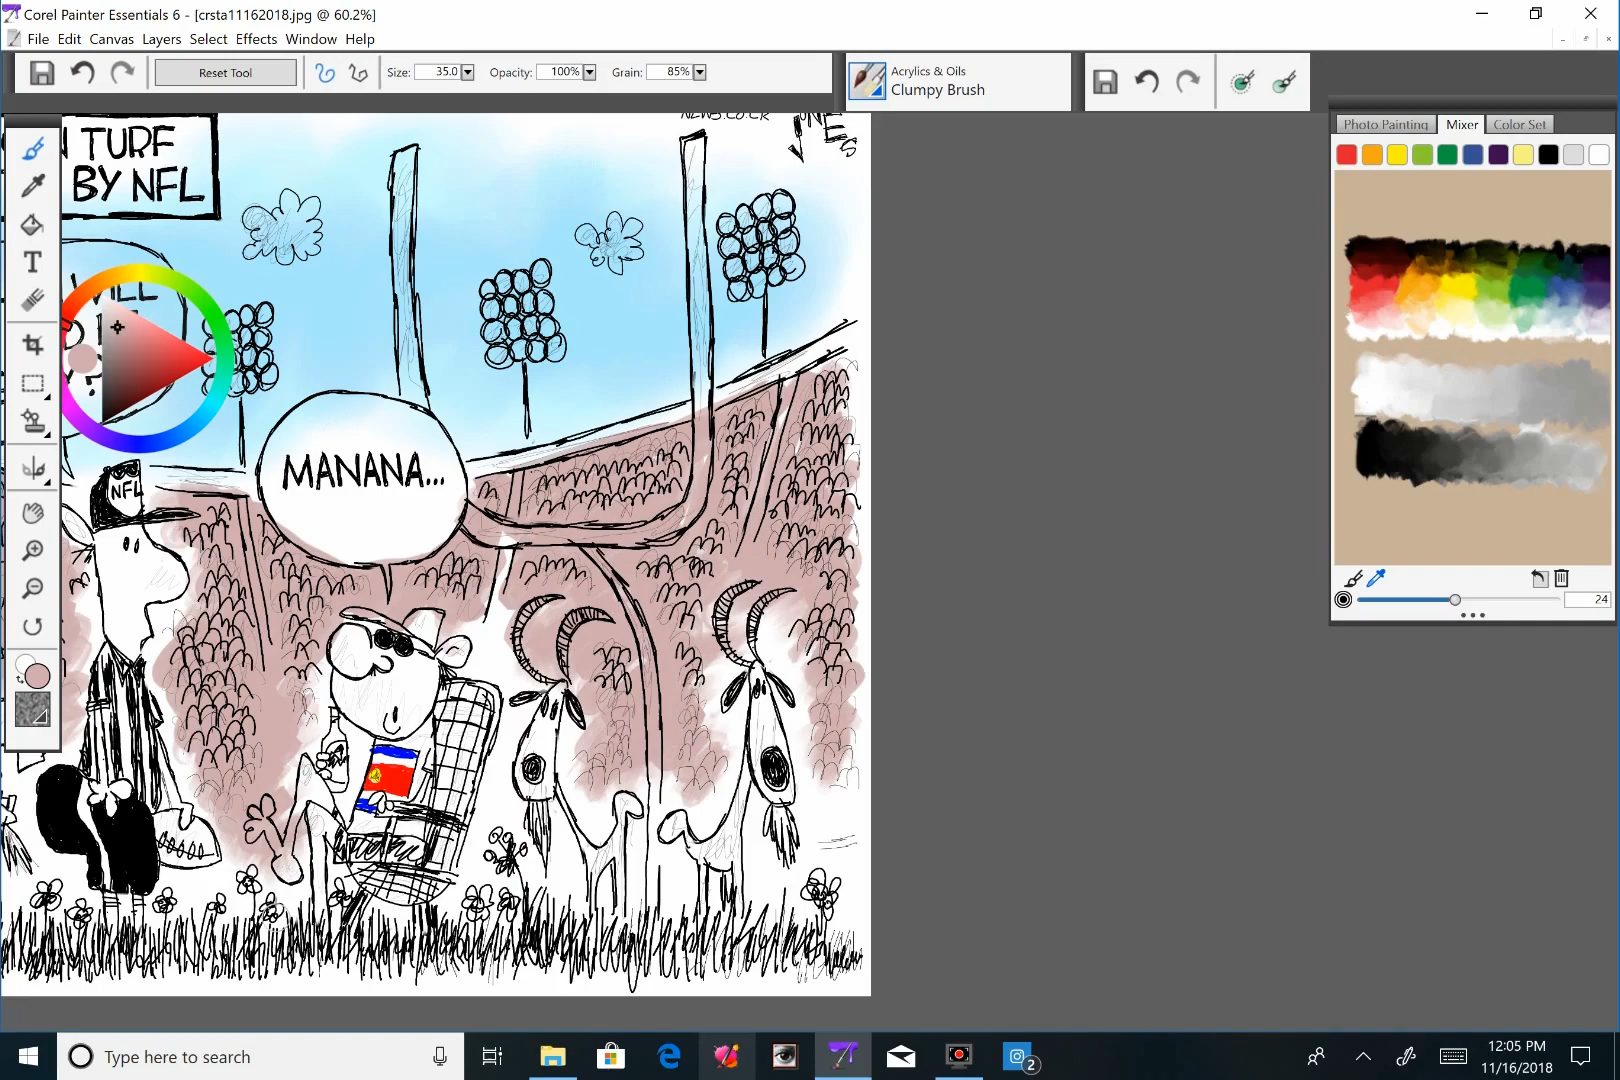 Corel Painter Essentials 6 - [crsta11162018.jpg @ 60.2%]
File Edit Canvas Layers Select Effects Window Help
Reset Tool
Size: 35.0 Opacity: 100% Grain: 85%
Acrylics & Oils
Clumpy Brush
Photo Painting Mixer Color Set
TURF
BY NFL
MANANA...
NFL
T
24
Type here to search
2
12:05 PM
11/16/2018